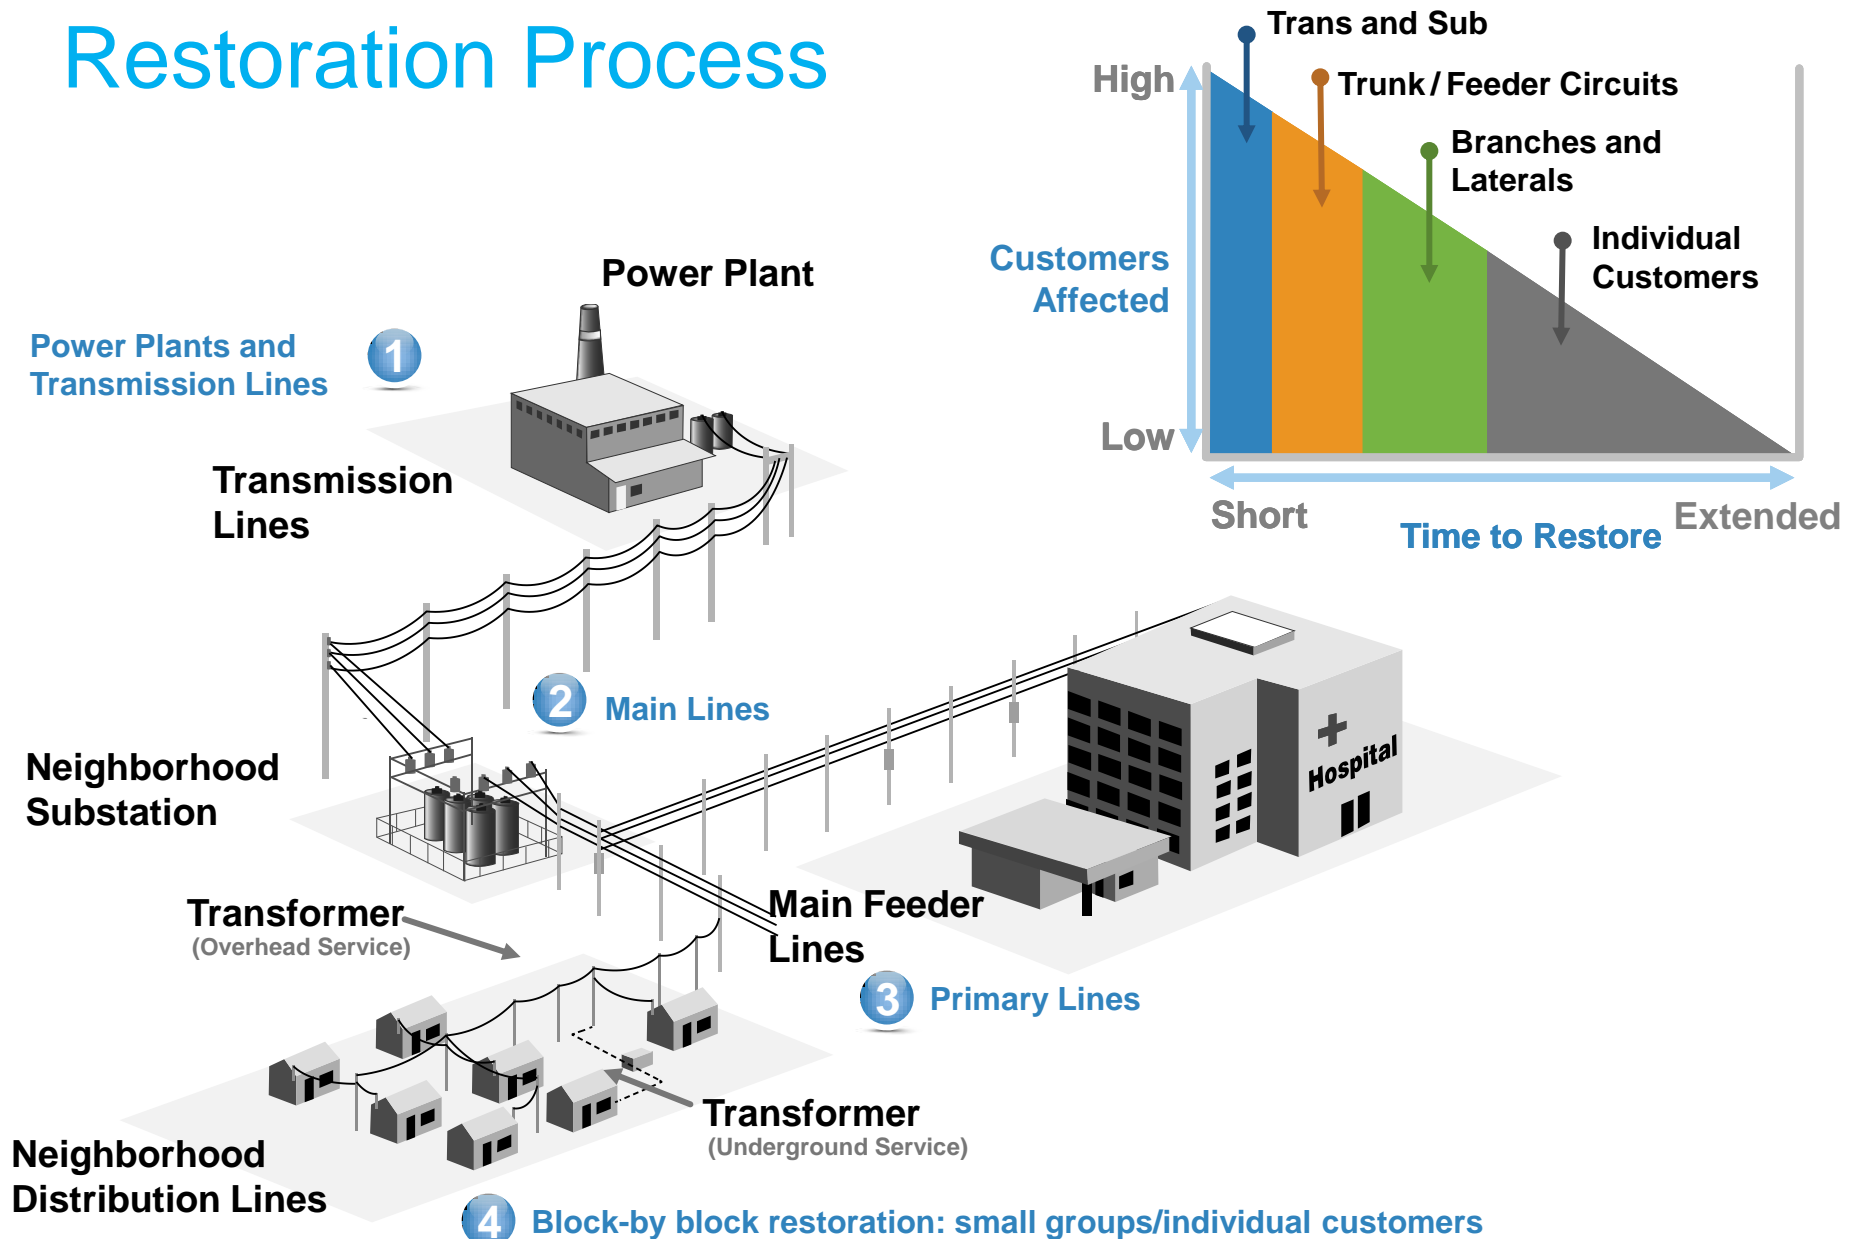 Restoration Process
Trans and Sub
High
Trunk / Feeder Circuits
Branches and
Laterals
Individual
Customers
Customers
Affected
Low
Short
Extended
Time to Restore
Power Plant
1
Power Plants and
Transmission Lines
Transmission
Lines
2
Main Lines
Hospital
Neighborhood
Substation
Transformer
(Overhead Service)
Main Feeder
Lines
3
Primary Lines
Transformer
(Underground Service)
Neighborhood
Distribution Lines
4
Block-by block restoration: small groups/individual customers